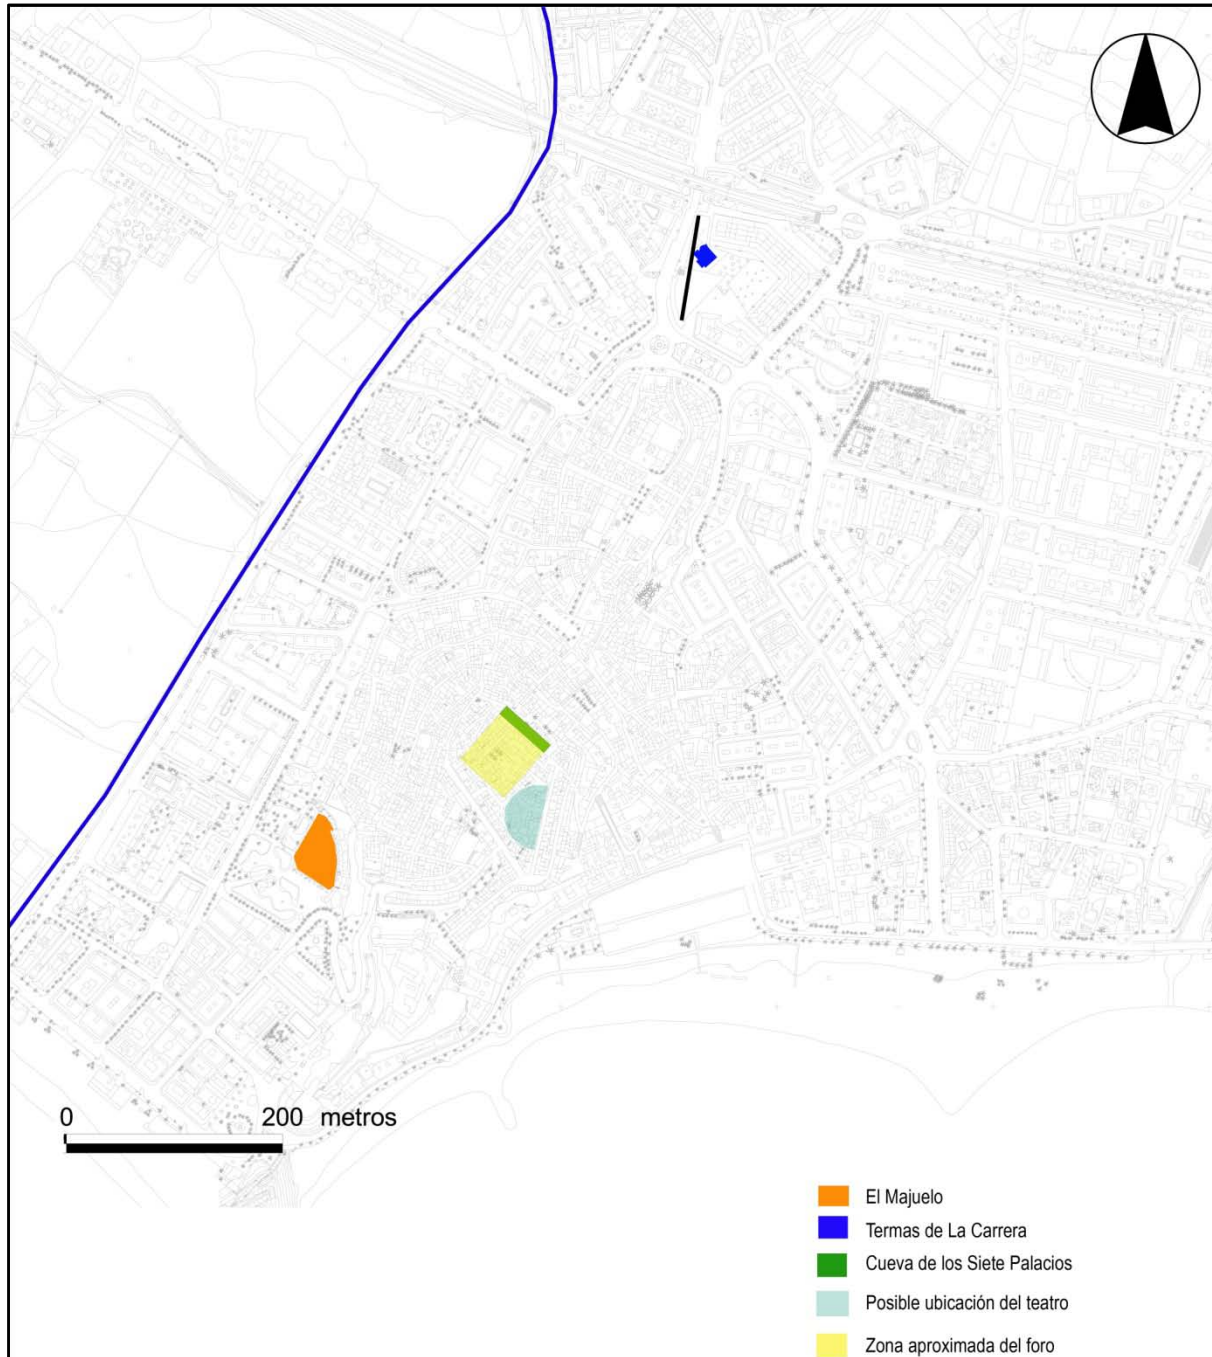 0 200 metros
El Majuelo
Termas de La Carrera
Cueva de los Siete Palacios
Posible ubicación del teatro
Zona aproximada del foro